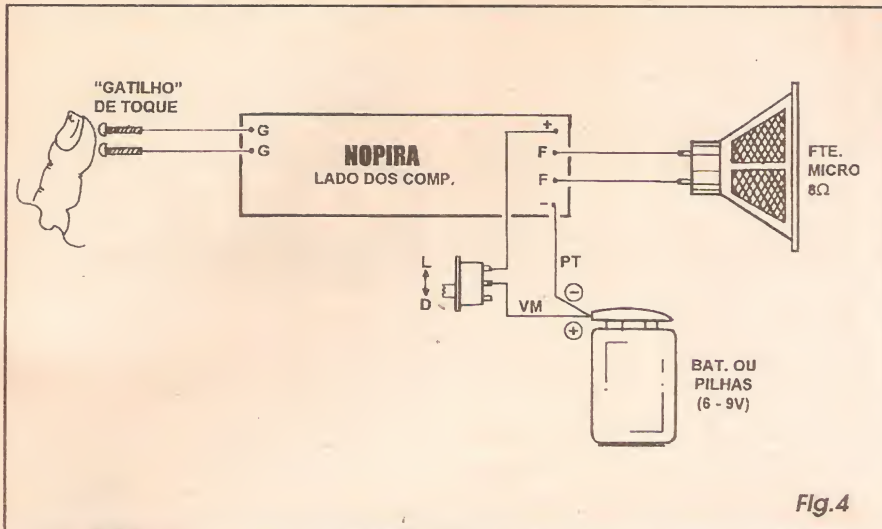 "GATILHO"
DE TOQUE
G
G
NOPIRA
LADO DOS COMP.
+
F
F
-
FTE.
MICRO
8Ω
L
D
VM
PT
-
+
BAT. OU
PILHAS
(6 - 9V)
Fig.4